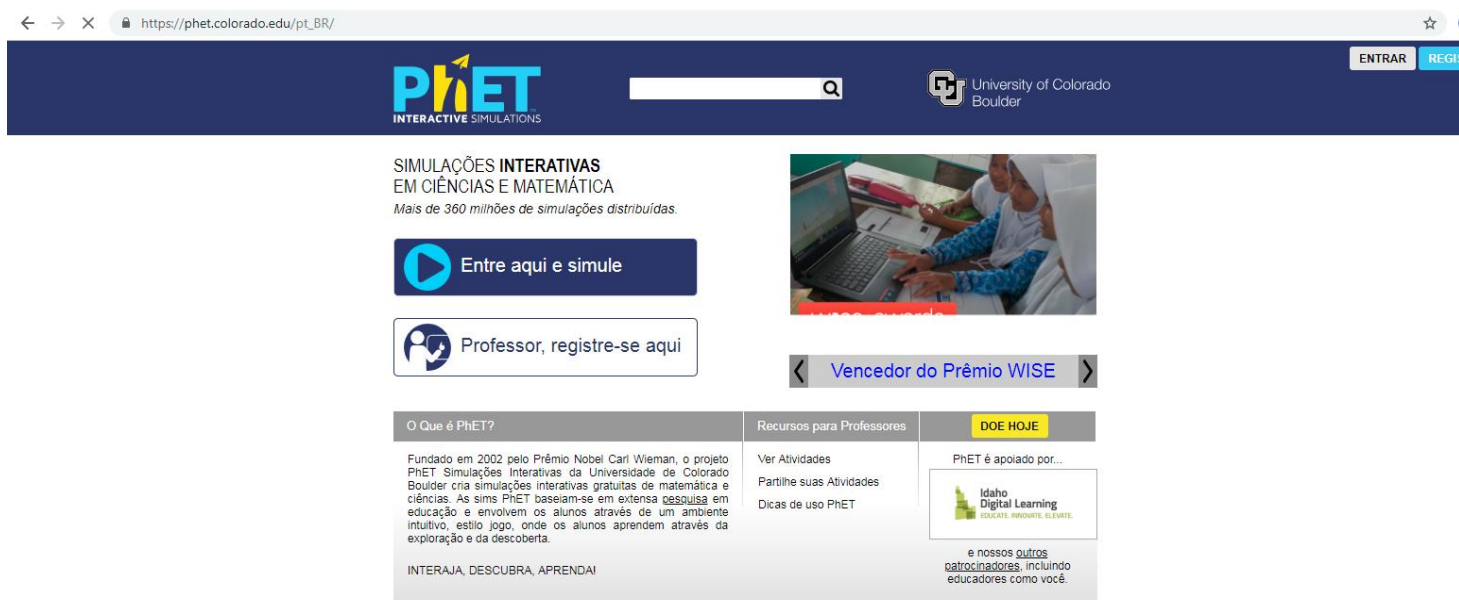 https://phet.colorado.edu/pt_BR/
ENTRAR
PhET
INTERACTIVE SIMULATIONS
University of Colorado
Boulder
SIMULAÇÕES INTERATIVAS
EM CIÊNCIAS E MATEMÁTICA
Mais de 360 milhões de simulações distribuídas.
Entre aqui e simule
Professor, registre-se aqui
Vencedor do Prêmio WISE
O Que é PhET?
Fundado em 2002 pelo Prêmio Nobel Carl Wieman, o projeto
PhET Simulações Interativas da Universidade de Colorado
Boulder cria simulações interativas gratuitas de matemática e
ciências. As sims PhET baseiam-se em extensa pesquisa em
educação e envolvem os alunos através de um ambiente
intuitivo, estilo jogo, onde os alunos aprendem através da
exploração e da descoberta.
INTERAJA, DESCUBRA, APRENDA!
Recursos para Professores
Ver Atividades
Partilhe suas Atividades
Dicas de uso PhET
DOE HOJE
PhET é apoiado por...
Idaho
Digital Learning
EDUCATE. INNOVATE. ELEVATE.
e nossos outros
patrocinadores, incluindo
educadores como você.